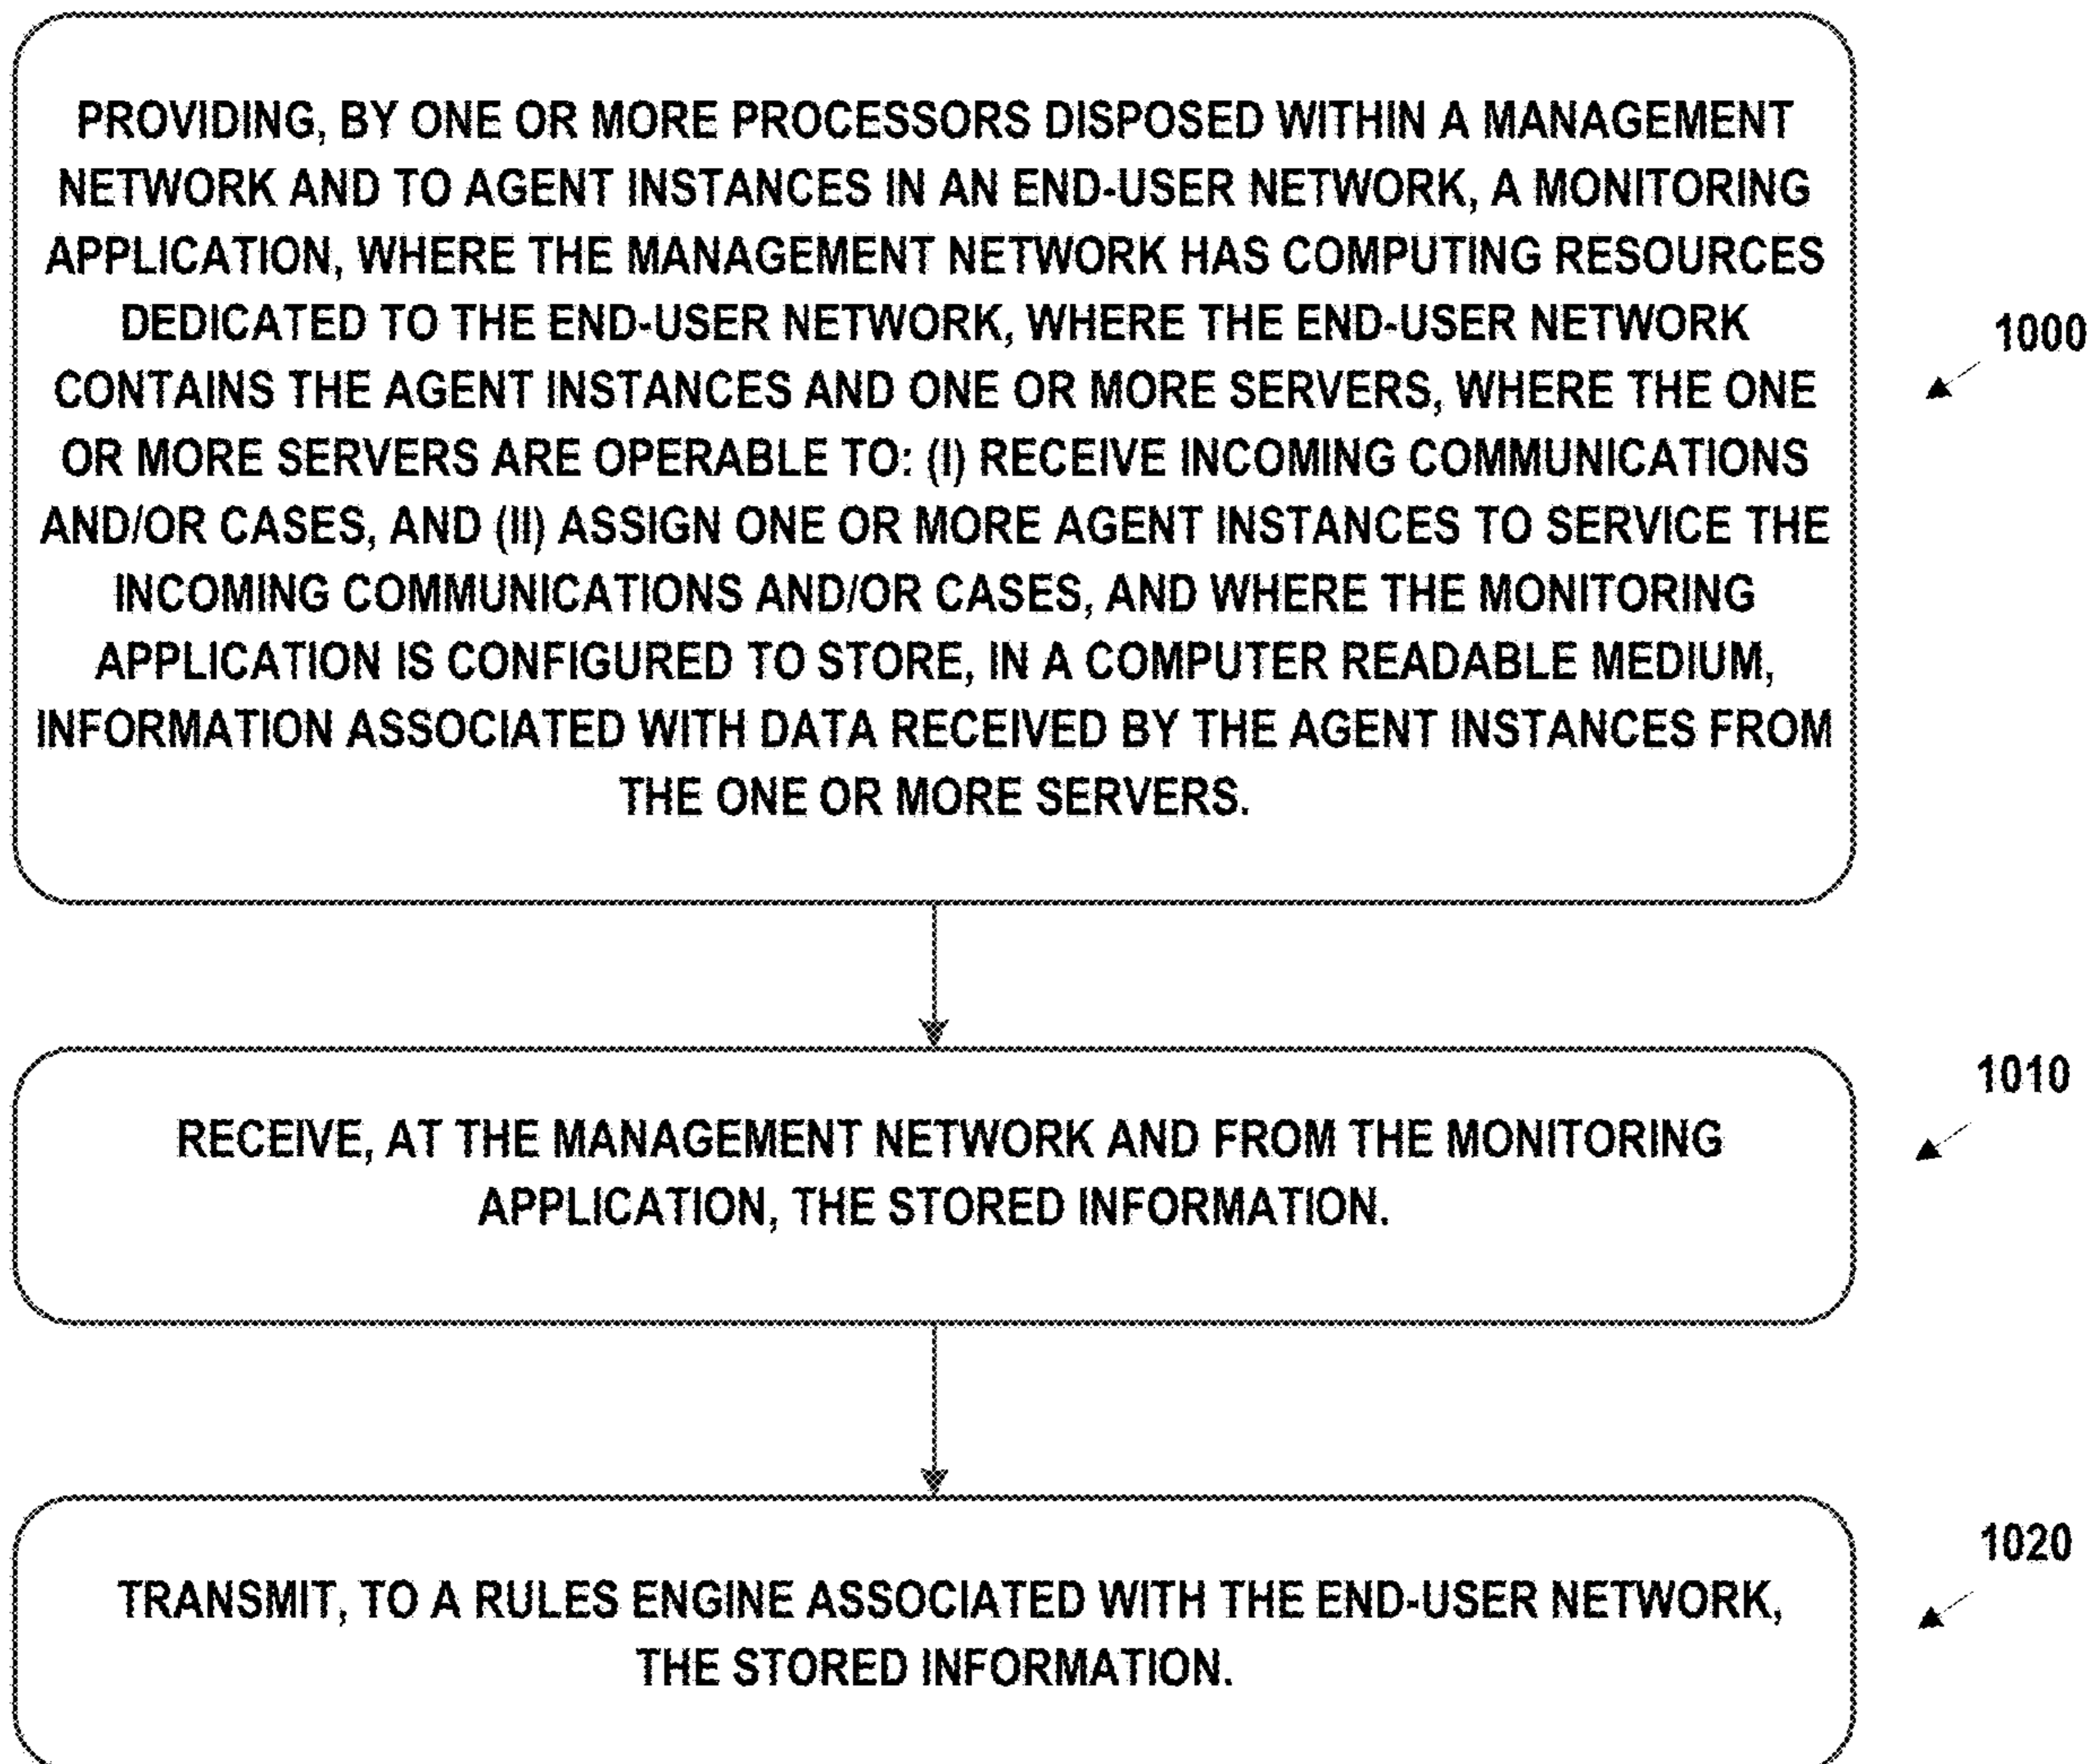 PROVIDING, BY ONE OR MORE PROCESSORS DISPOSED WITHIN A MANAGEMENT
NETWORK AND TO AGENT INSTANCES IN AN END-USER NETWORK, A MONITORING
APPLICATION, WHERE THE MANAGEMENT NETWORK HAS COMPUTING RESOURCES
DEDICATED TO THE END-USER NETWORK, WHERE THE END-USER NETWORK
CONTAINS THE AGENT INSTANCES AND ONE OR MORE SERVERS, WHERE THE ONE
OR MORE SERVERS ARE OPERABLE TO: (I) RECEIVE INCOMING COMMUNICATIONS
AND/OR CASES, AND (II) ASSIGN ONE OR MORE AGENT INSTANCES TO SERVICE THE
INCOMING COMMUNICATIONS AND/OR CASES, AND WHERE THE MONITORING
APPLICATION IS CONFIGURED TO STORE, IN A COMPUTER READABLE MEDIUM,
INFORMATION ASSOCIATED WITH DATA RECEIVED BY THE AGENT INSTANCES FROM
THE ONE OR MORE SERVERS.
1000
RECEIVE, AT THE MANAGEMENT NETWORK AND FROM THE MONITORING
APPLICATION, THE STORED INFORMATION.
1010
TRANSMIT, TO A RULES ENGINE ASSOCIATED WITH THE END-USER NETWORK,
THE STORED INFORMATION.
1020